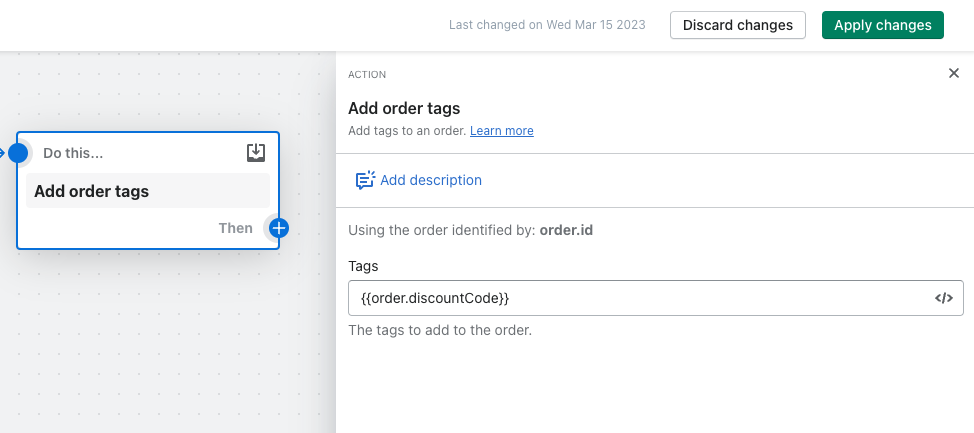 Last changed on Wed Mar 15 2023
Discard changes
Apply changes
ACTION
Add order tags
Add tags to an order. Learn more
Do this...
Add order tags
Then
Add description
Using the order identified by: order.id
Tags
{{order.discountCode}}
</>
The tags to add to the order.